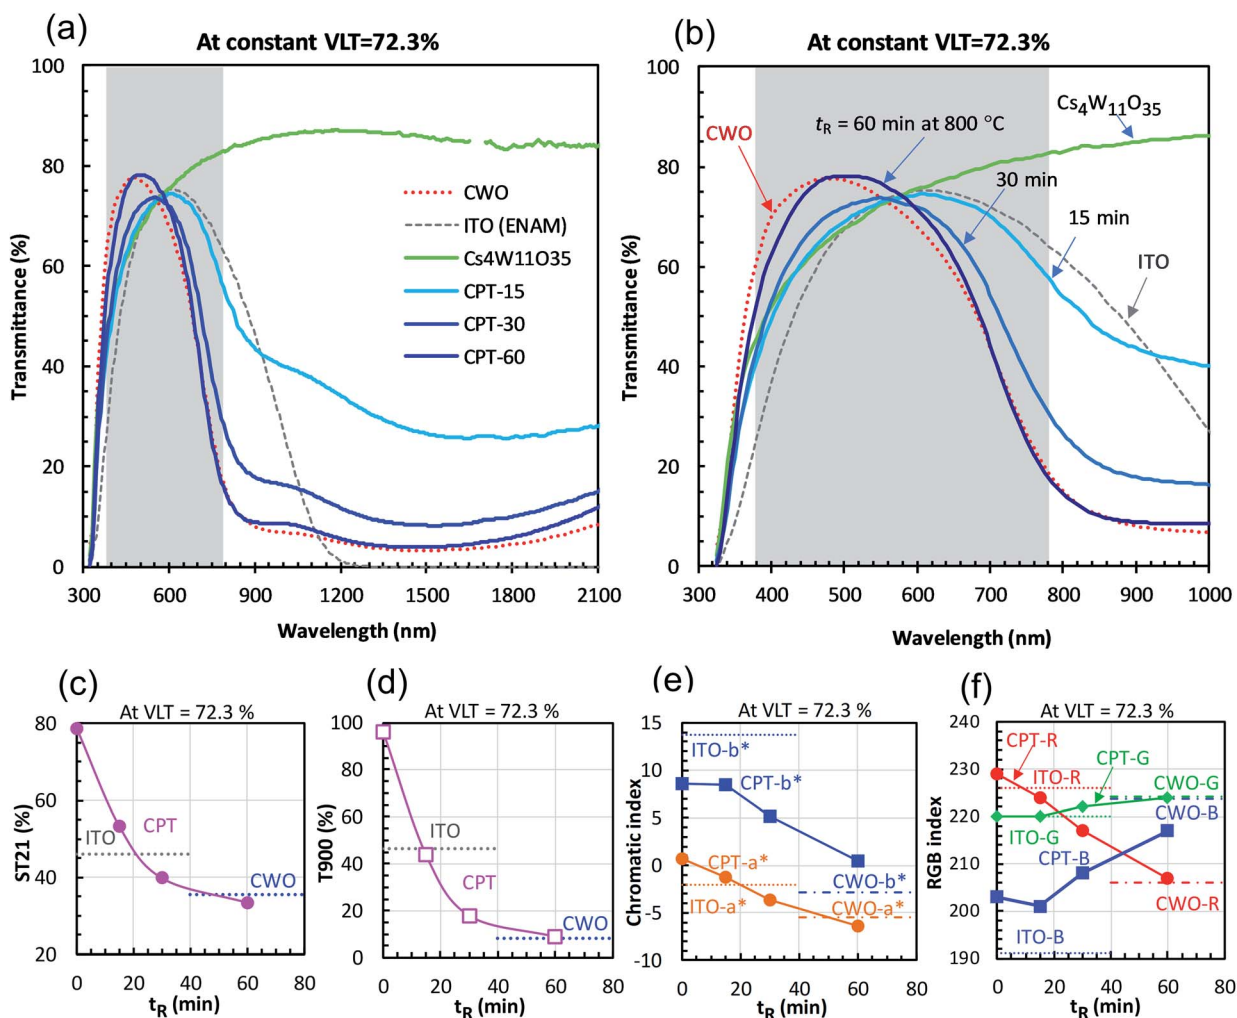 (a)
At constant VLT=72.3%
100
80
60
40
20
0
Transmittance (%)
300
600
900
1200
1500
1800
2100
Wavelength (nm)
CWO
ITO (ENAM)
Cs4W11O35
CPT-15
CPT-30
CPT-60
(b)
At constant VLT=72.3%
100
80
60
40
20
0
Transmittance (%)
300
400
500
600
700
800
900
1000
Wavelength (nm)
CWO
tR = 60 min at 800 °C
Cs4W11O35
30 min
15 min
ITO
(c)
At VLT = 72.3 %
80
60
40
20
ST21 (%)
0
20
40
60
80
tR (min)
ITO
CPT
CWO
(d)
At VLT = 72.3 %
100
80
60
40
20
0
T900 (%)
0
20
40
60
80
tR (min)
ITO
CPT
CWO
(e)
At VLT = 72.3 %
15
10
5
0
-5
-10
Chromatic index
0
20
40
60
80
tR (min)
ITO-b*
CPT-b*
CPT-a*
ITO-a*
CWO-b*
CWO-a*
(f)
At VLT = 72.3 %
240
230
220
210
200
190
RGB index
0
20
40
60
80
tR (min)
CPT-R
ITO-R
CPT-G
CWO-G
CWO-B
ITO-G
CPT-B
CWO-R
ITO-B